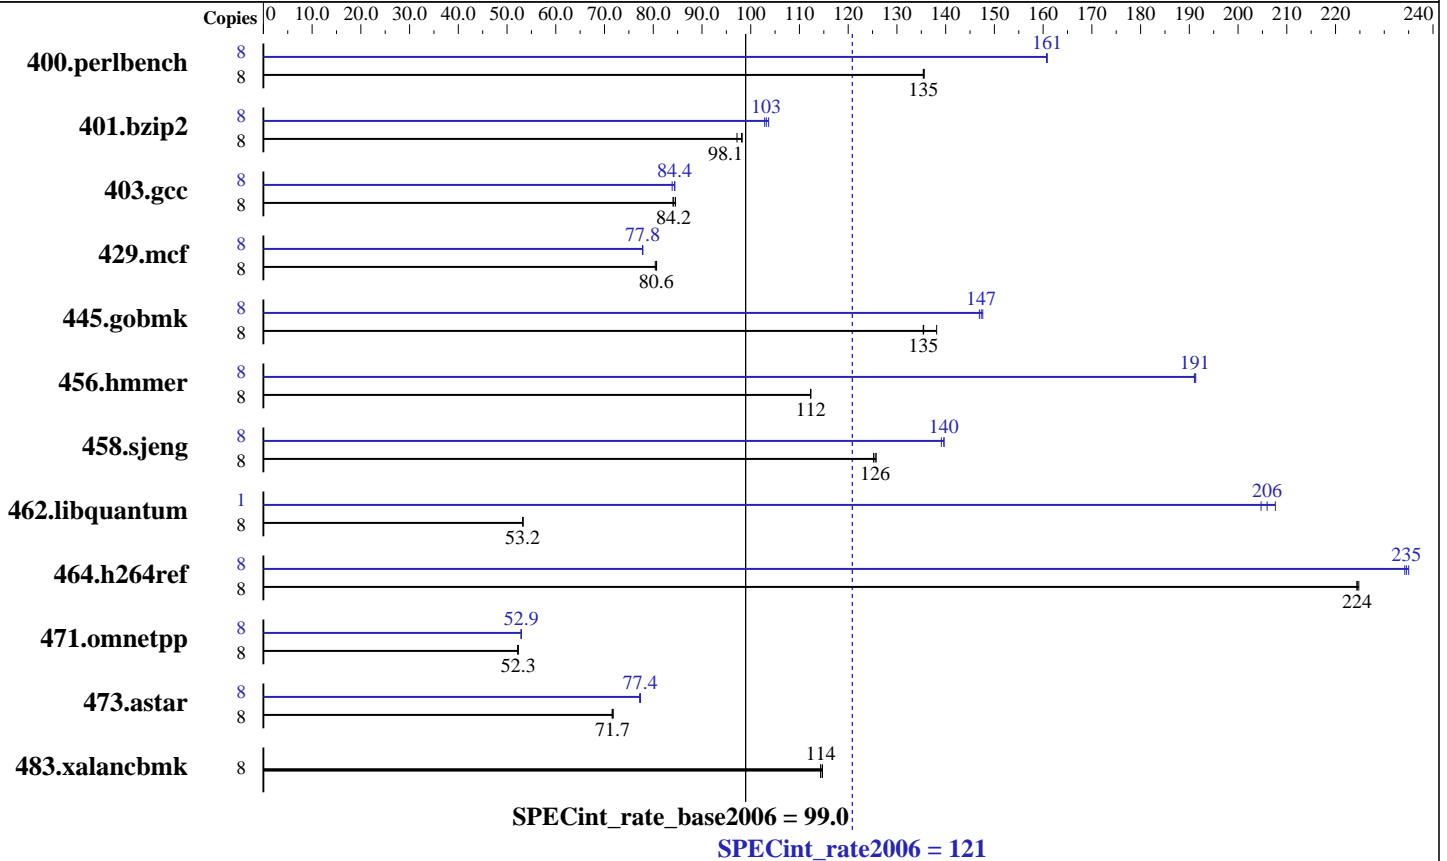 Copies 0 10.0 20.0 30.0 40.0 50.0 60.0 70.0 80.0 90.0 100 110 120 130 140 150 160 170 180 190 200 210 220 240
400.perlbench 8 161
8 135
401.bzip2 8 103
8 98.1
403.gcc 8 84.4
8 84.2
429.mcf 8 77.8
8 80.6
445.gobmk 8 147
8 135
456.hmmer 8 191
8 112
458.sjeng 8 140
8 126
462.libquantum 1 206
8 53.2
464.h264ref 8 235
8 224
471.omnetpp 8 52.9
8 52.3
473.astar 8 77.4
8 71.7
483.xalancbmk 8 114
SPECint_rate_base2006 = 99.0
SPECint_rate2006 = 121